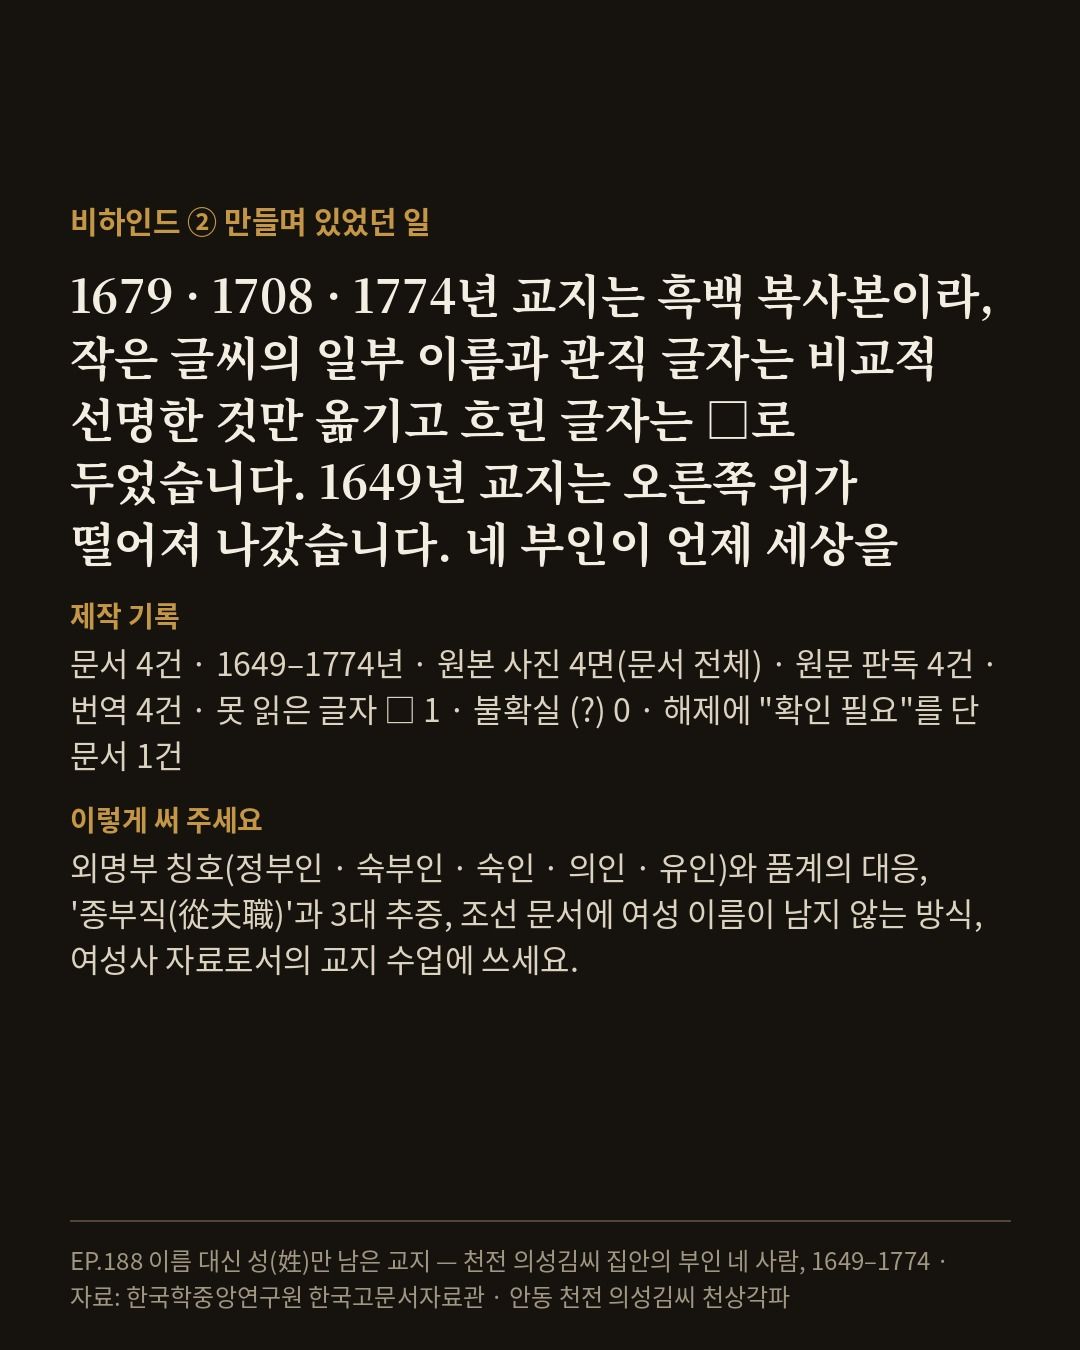 비하인드 ② 만들며 있었던 일
1679 · 1708 · 1774년 교지는 흑백 복사본이라,
작은 글씨의 일부 이름과 관직 글자는 비교적
선명한 것만 옮기고 흐린 글자는 □로
두었습니다. 1649년 교지는 오른쪽 위가
떨어져 나갔습니다. 네 부인이 언제 세상을
제작 기록
문서 4건 · 1649–1774년 · 원본 사진 4면(문서 전체) · 원문 판독 4건 ·
번역 4건 · 못 읽은 글자 □ 1 · 불확실 (?) 0 · 해제에 "확인 필요"를 단
문서 1건
이렇게 써 주세요
외명부 칭호(정부인 · 숙부인 · 숙인 · 의인 · 유인)와 품계의 대응,
'종부직(從夫職)'과 3대 추증, 조선 문서에 여성 이름이 남지 않는 방식,
여성사 자료로서의 교지 수업에 쓰세요.
EP.188 이름 대신 성(姓)만 남은 교지 — 천전 의성김씨 집안의 부인 네 사람, 1649–1774 ·
자료: 한국학중앙연구원 한국고문서자료관 · 안동 천전 의성김씨 천상각파